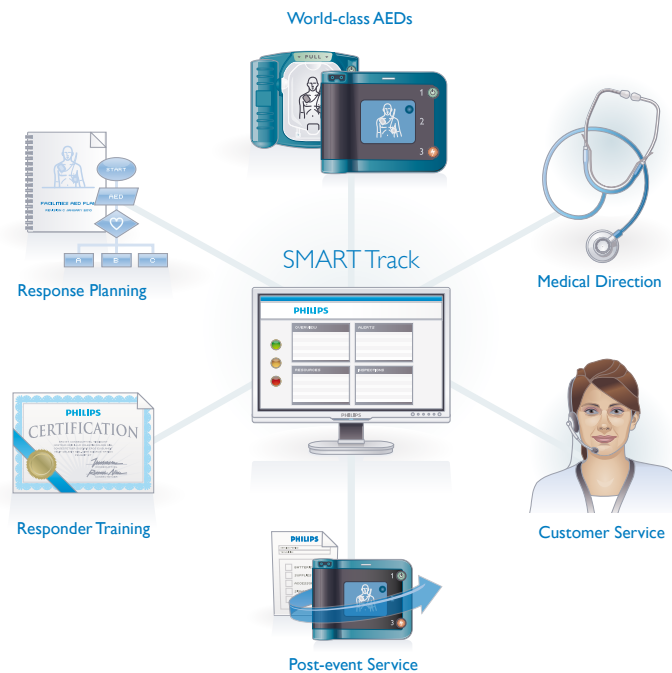 World-class AEDs
PULL
1
2
3
START
AED
FACILITIES AED PLAN
A
B
C
Response Planning
Medical Direction
SMART Track
PHILIPS
OVERVIEW
ALERTS
RESOURCES
INSPECTIONS
PHILIPS
PHILIPS
CERTIFICATION
Responder Training
Customer Service
PHILIPS
1
3
Post-event Service